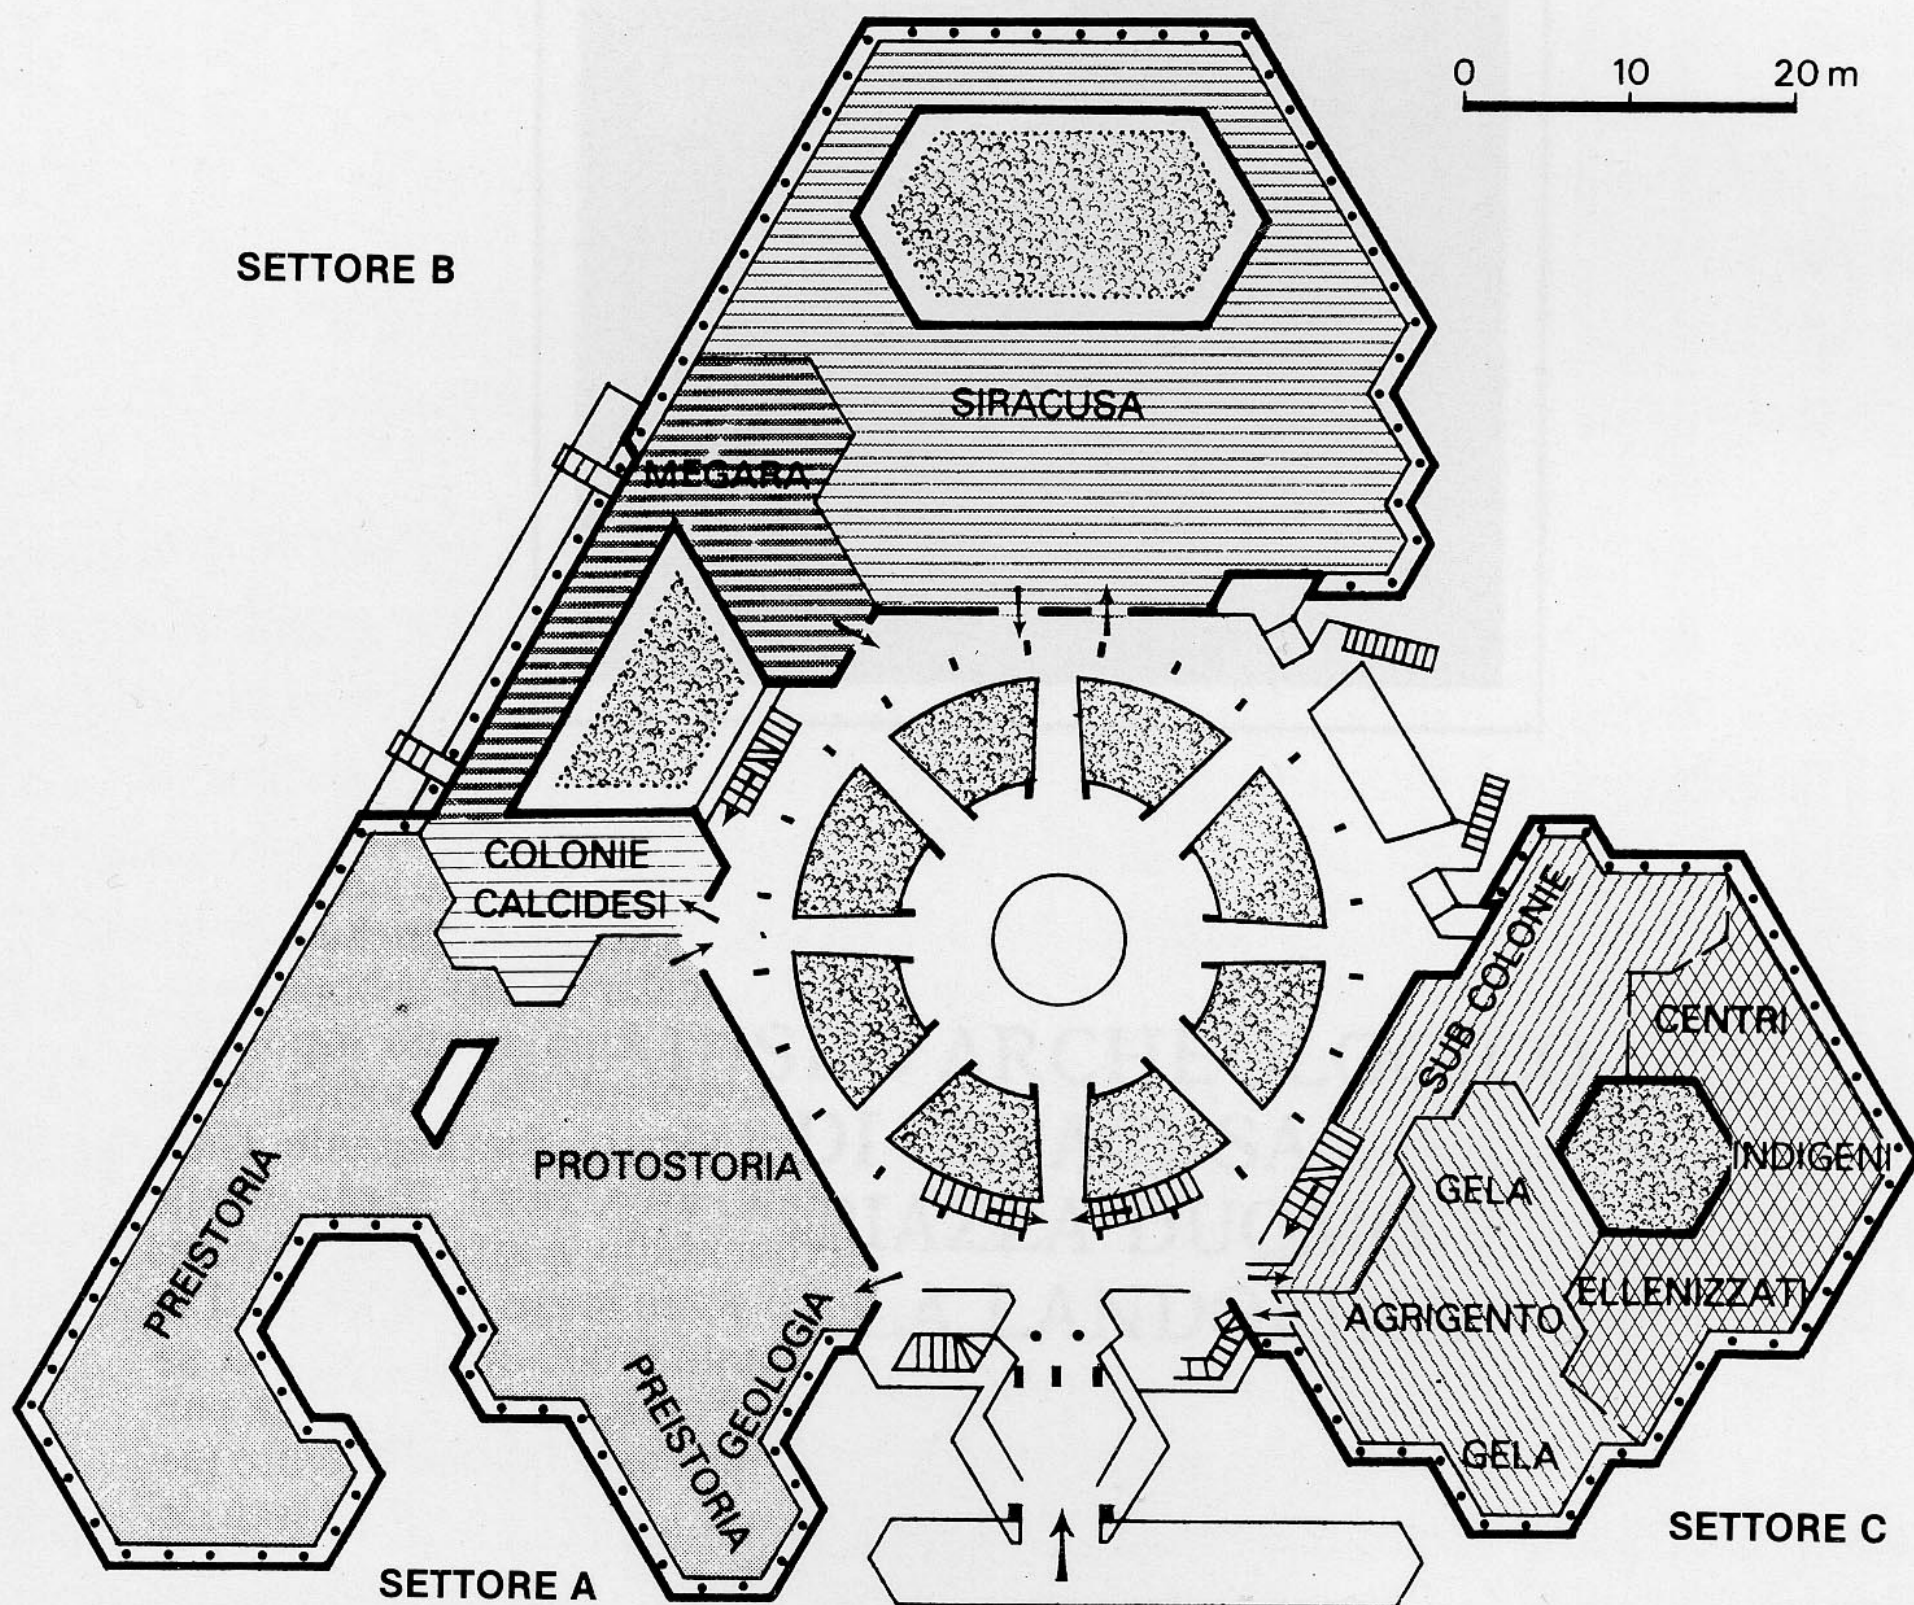 0 10 20 m
SETTORE B
SIRACUSA
MEGARA
COLONIE
CALCIDESI
SUB COLONIE
CENTRI
INDIGENI
ELLENIZZATI
GELA
AGRIGENTO
GELA
PROTOSTORIA
PREISTORIA
GEOLOGIA
PREISTORIA
SETTORE A
SETTORE C